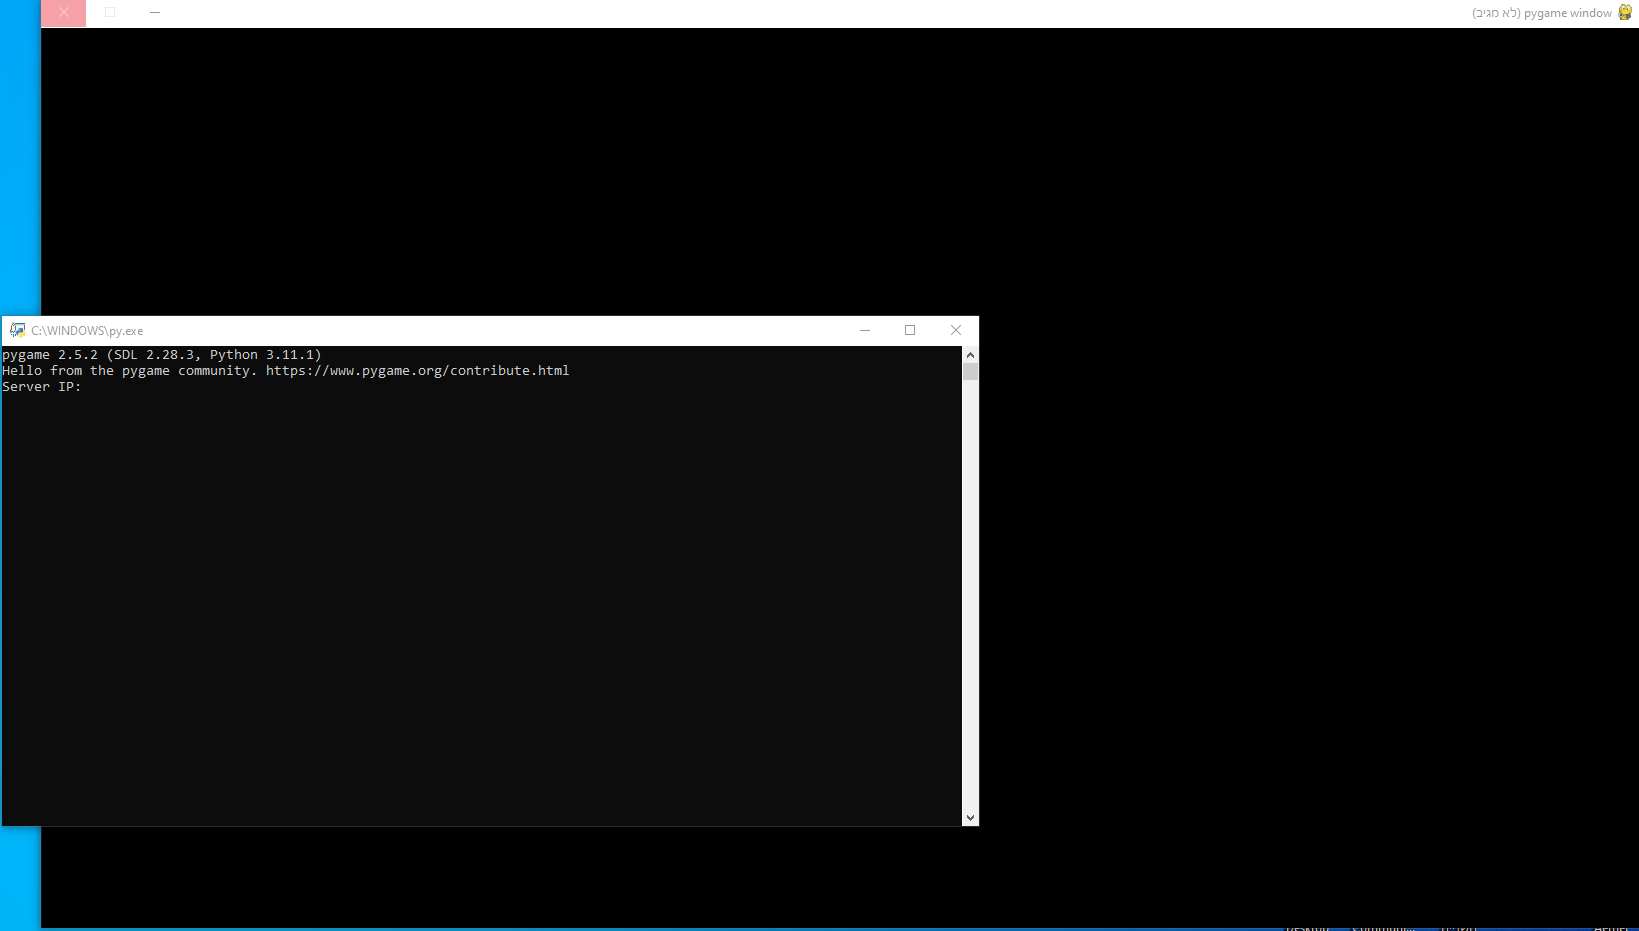 pygame window (לא מגיב)
C:\WINDOWS\py.exe
pygame 2.5.2 (SDL 2.28.3, Python 3.11.1)
Hello from the pygame community. https://www.pygame.org/contribute.html
Server IP: